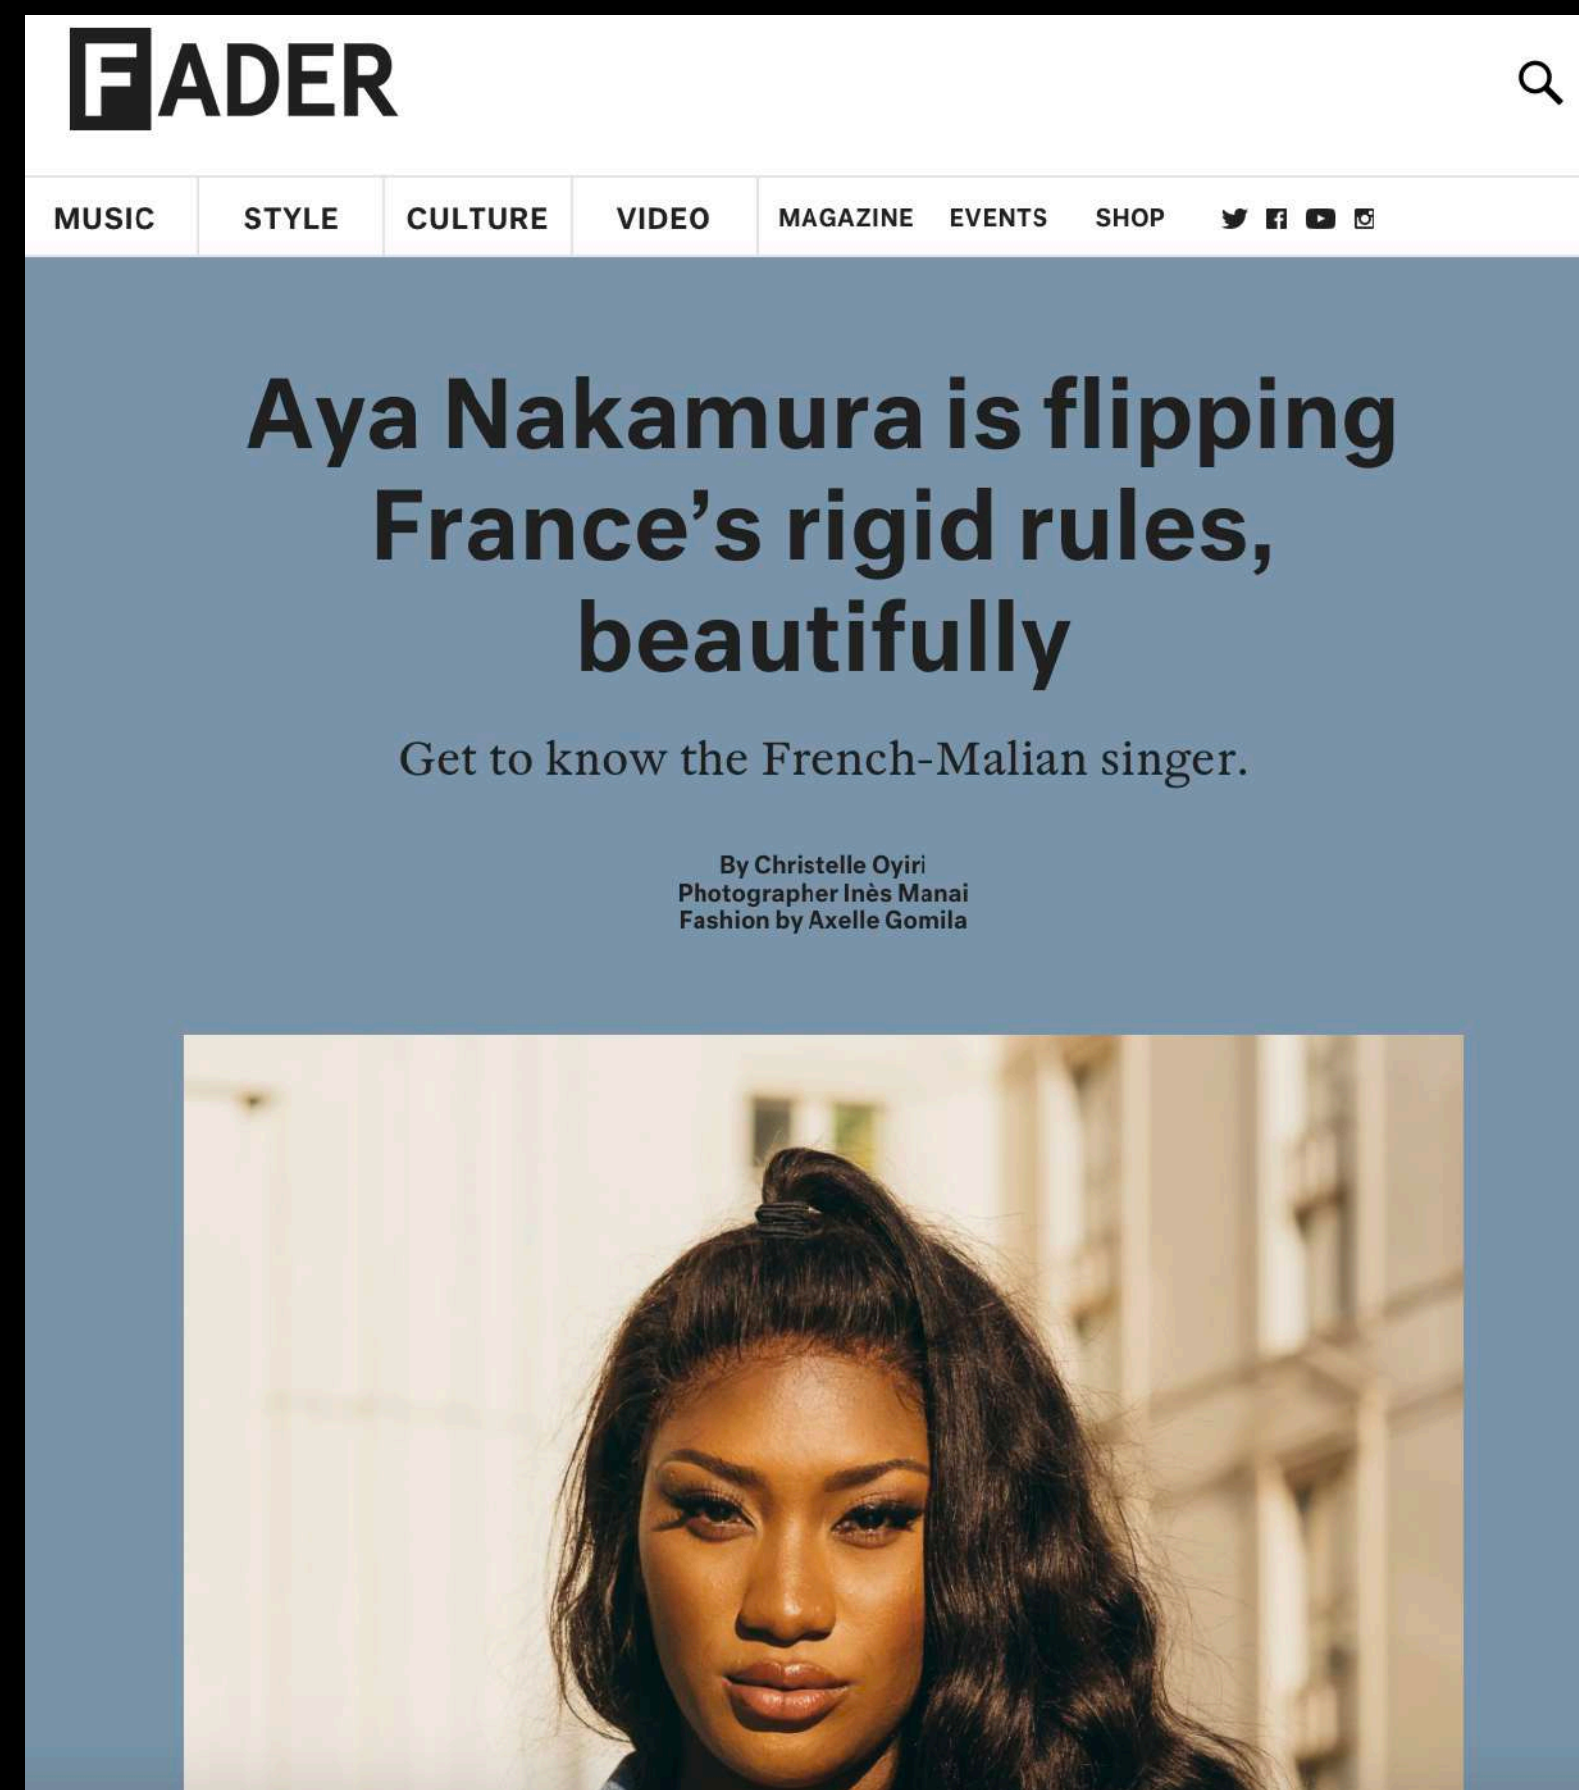 FADER
MUSIC STYLE CULTURE VIDEO MAGAZINE EVENTS SHOP
Aya Nakamura is flipping
France’s rigid rules,
beautifully
Get to know the French-Malian singer.
By Christelle Oyiri
Photographer Inès Manai
Fashion by Axelle Gomila